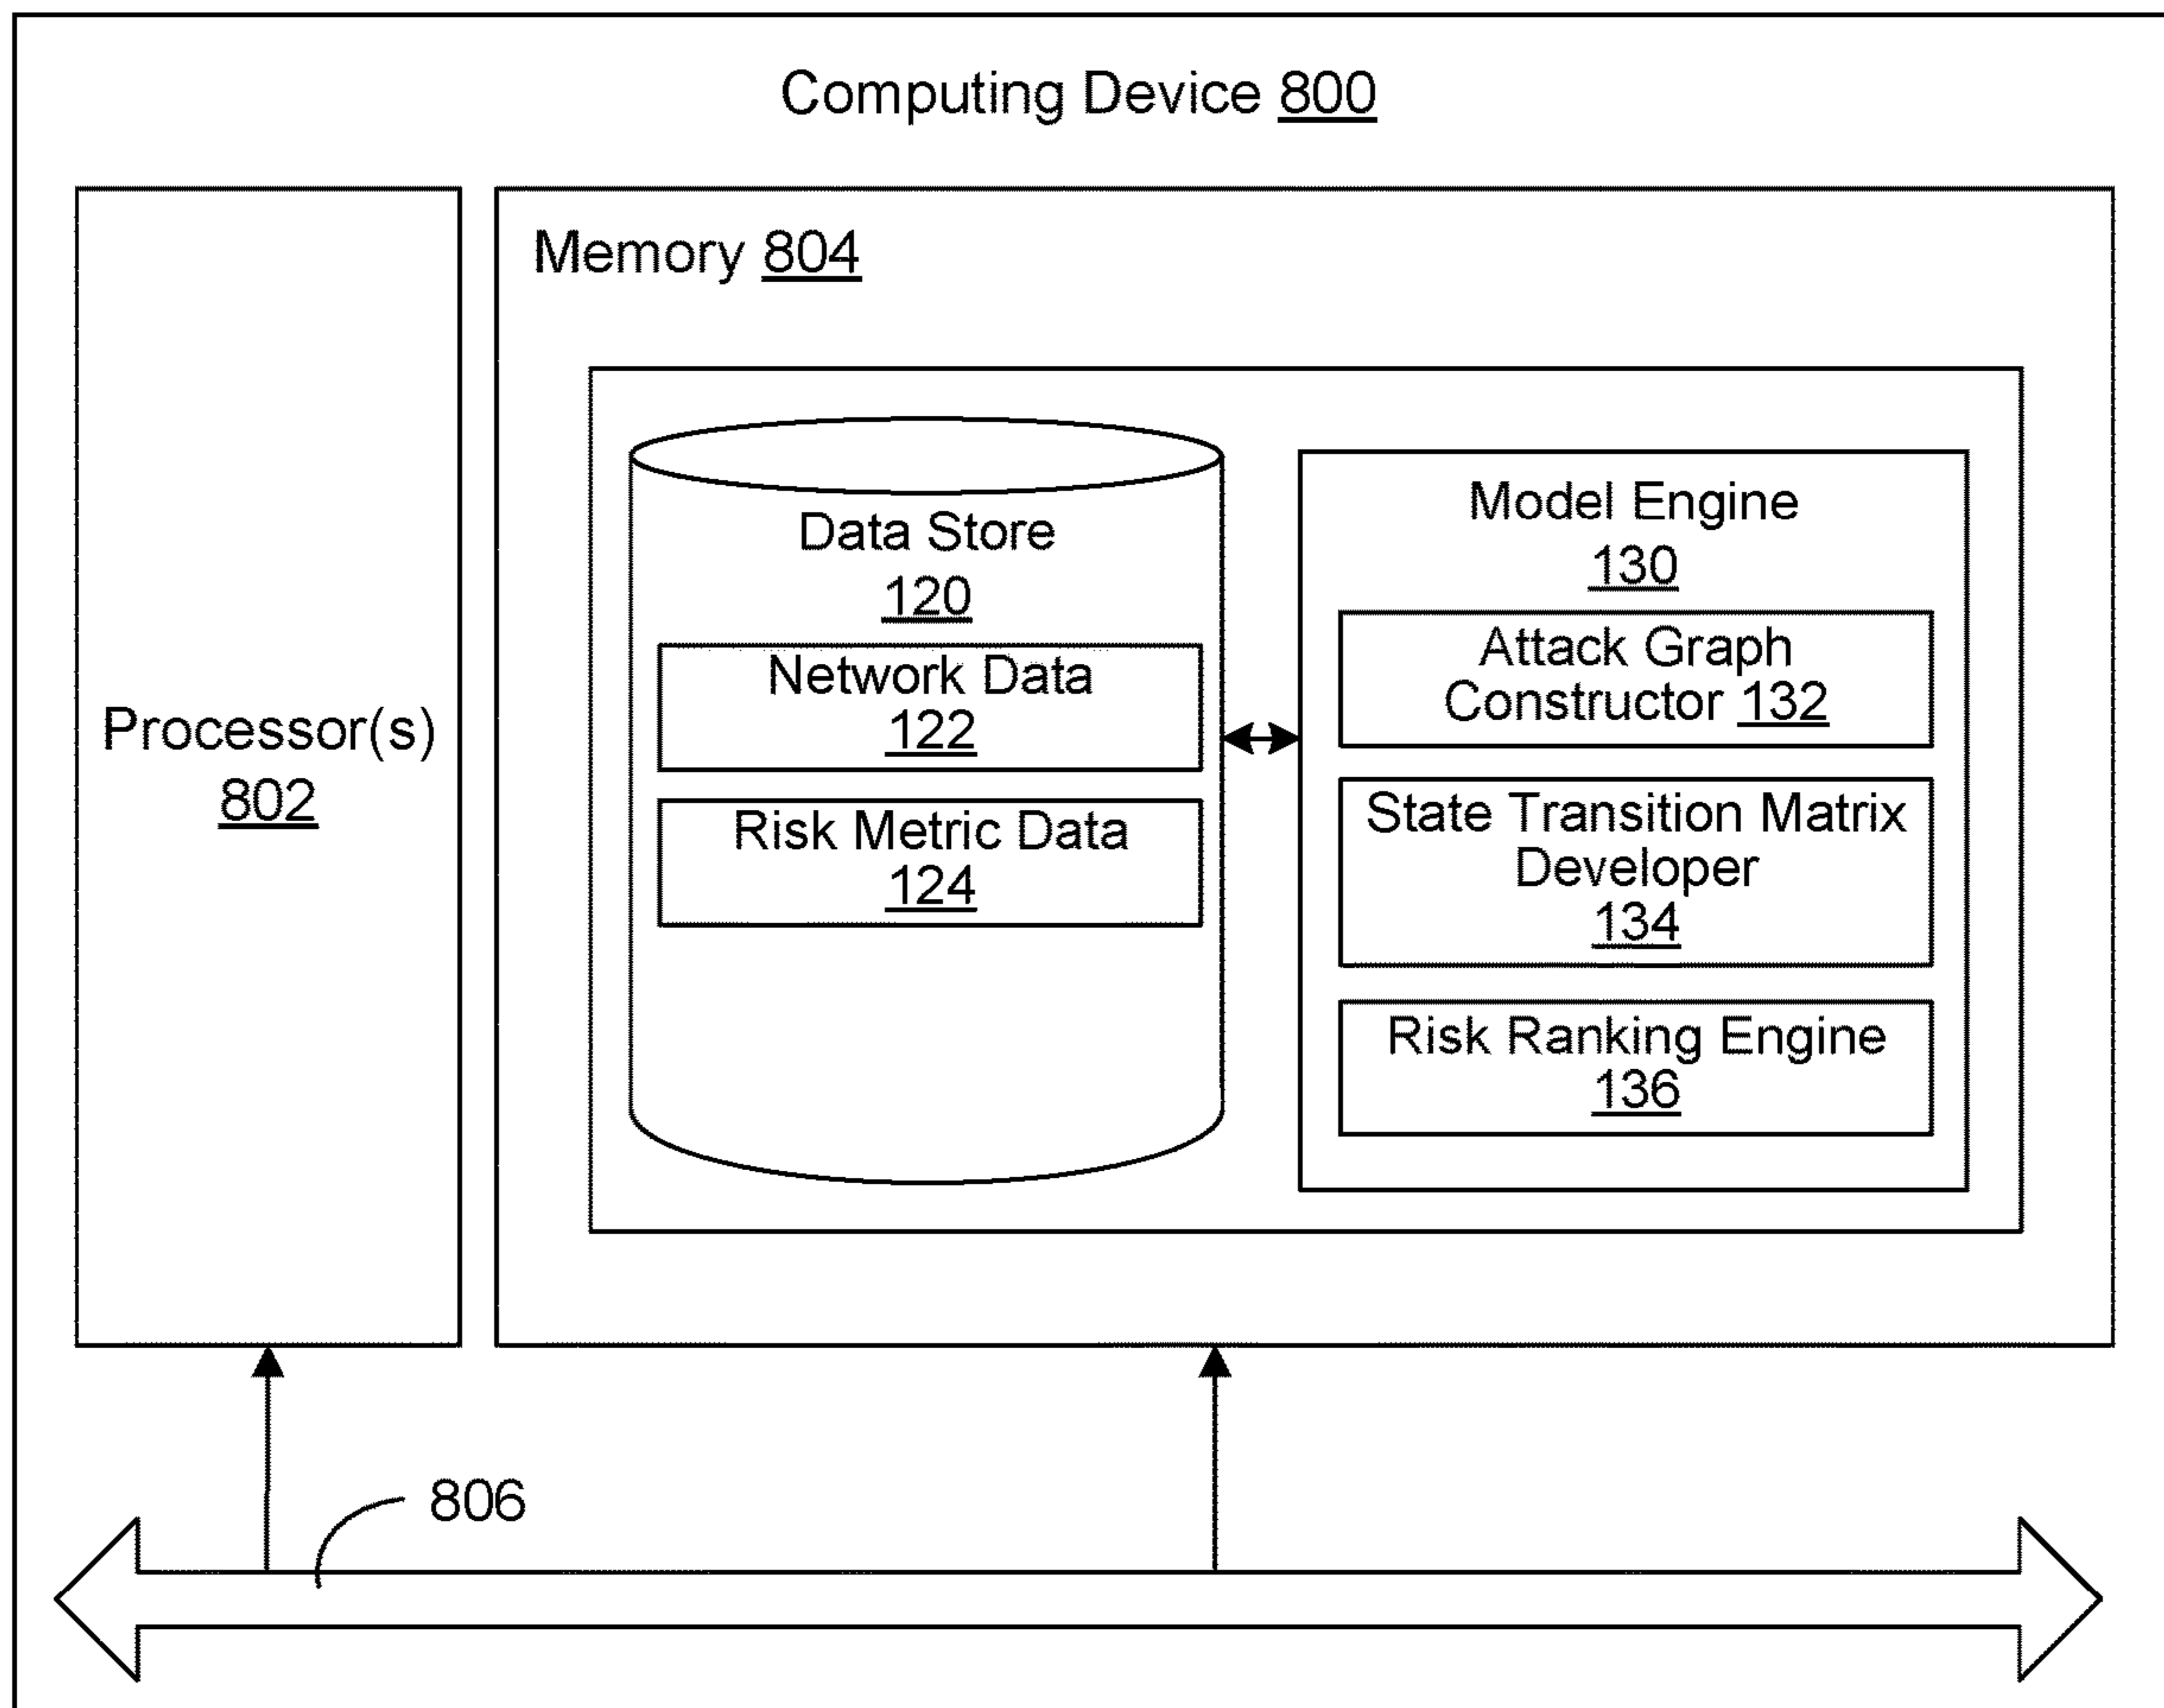 Computing Device 800
Processor(s)
802
Memory 804
Data Store
120
Network Data
122
Risk Metric Data
124
Model Engine
130
Attack Graph
Constructor 132
State Transition Matrix
Developer
134
Risk Ranking Engine
136
806